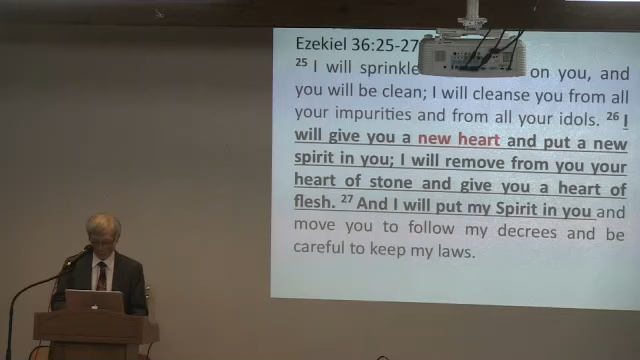 Ezekiel 36:25-27
25 I will sprinkle on you, and
you will be clean; I will cleanse you from all
your impurities and from all your idols. 26 I
will give you a new heart and put a new
spirit in you; I will remove from you your
heart of stone and give you a heart of
flesh. 27 And I will put my Spirit in you and
move you to follow my decrees and be
careful to keep my laws.